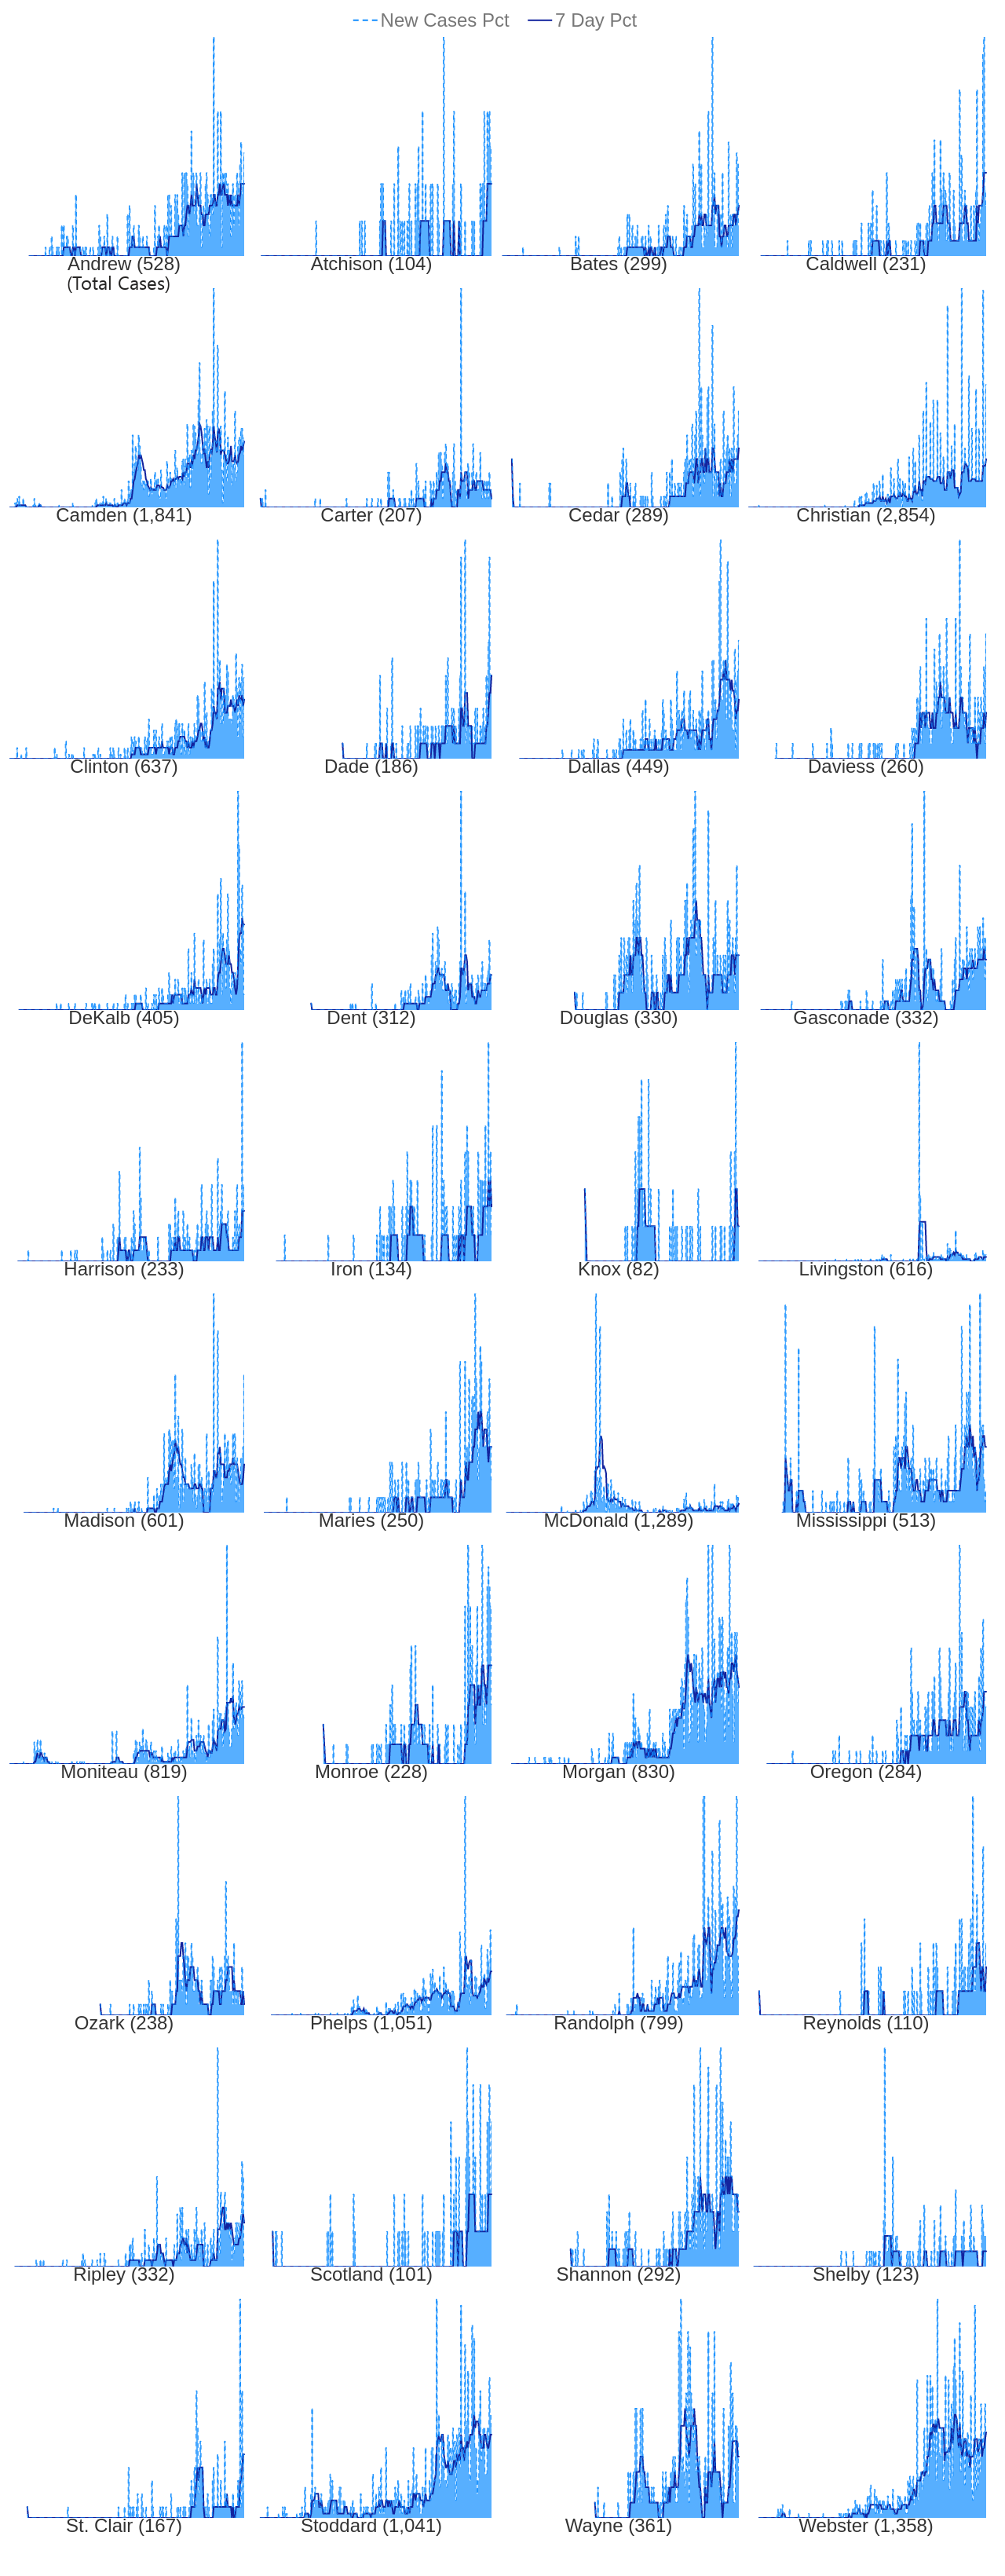 New Cases Pct 7 Day Pct
Andrew (528) Atchison (104) Bates (299) Caldwell (231)
(Total Cases)
Camden (1,841) Carter (207) Cedar (289) Christian (2,854)
Clinton (637) Dade (186) Dallas (449) Daviess (260)
DeKalb (405) Dent (312) Douglas (330) Gasconade (332)
Harrison (233) Iron (134) Knox (82) Livingston (616)
Madison (601) Maries (250) McDonald (1,289) Mississippi (513)
Moniteau (819) Monroe (228) Morgan (830) Oregon (284)
Ozark (238) Phelps (1,051) Randolph (799) Reynolds (110)
Ripley (332) Scotland (101) Shannon (292) Shelby (123)
St. Clair (167) Stoddard (1,041) Wayne (361) Webster (1,358)